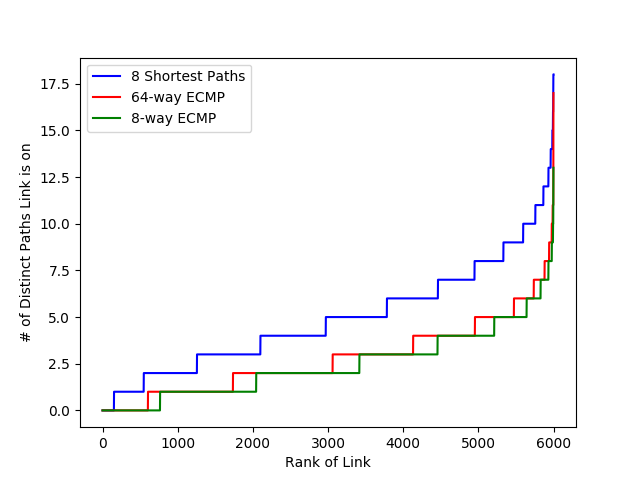 8 Shortest Paths
64-way ECMP
8-way ECMP
# of Distinct Paths Link is on
17.5
15.0
12.5
10.0
7.5
5.0
2.5
0.0
0 1000 2000 3000 4000 5000 6000
Rank of Link